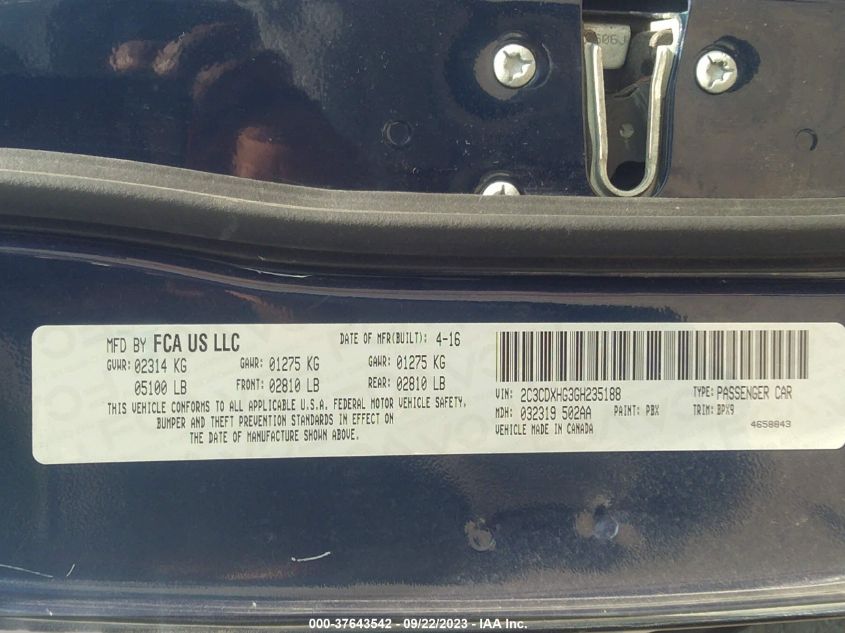 606J
MFD BY FCA US LLC DATE OF MFR(BUILT): 4-16
GVWR: 02314 KG GAWR: 01275 KG GAWR: 01275 KG
05100 LB FRONT: 02810 LB REAR: 02810 LB
THIS VEHICLE CONFORMS TO ALL APPLICABLE U.S.A. FEDERAL MOTOR VEHICLE SAFETY,
BUMPER AND THEFT PREVENTION STANDARDS IN EFFECT ON
THE DATE OF MANUFACTURE SHOWN ABOVE.
VIN: 2C3CDXHG3GH235188 TYPE: PASSENGER CAR
MDH: 032319 502AA PAINT: PBX TRIM: BPX9
VEHICLE MADE IN CANADA 4658843
000-37643542 - 09/22/2023 - IAA Inc.